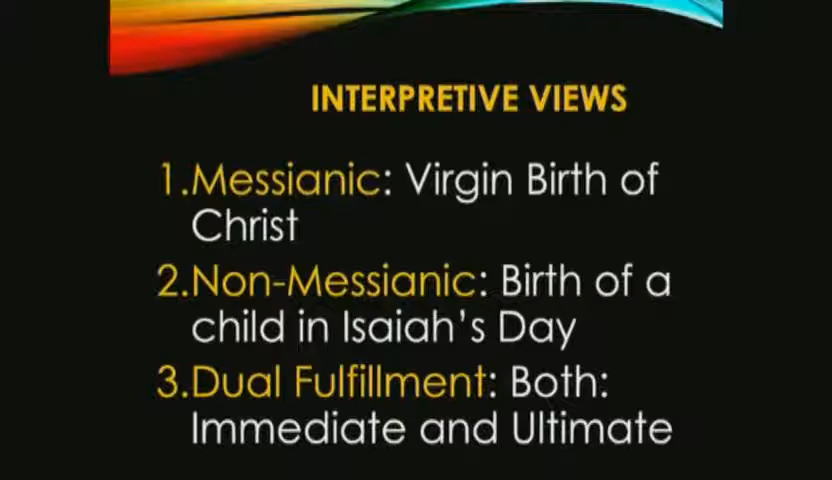 INTERPRETIVE VIEWS
1.Messianic: Virgin Birth of
Christ
2.Non-Messianic: Birth of a
child in Isaiah's Day
3.Dual Fulfillment: Both:
Immediate and Ultimate